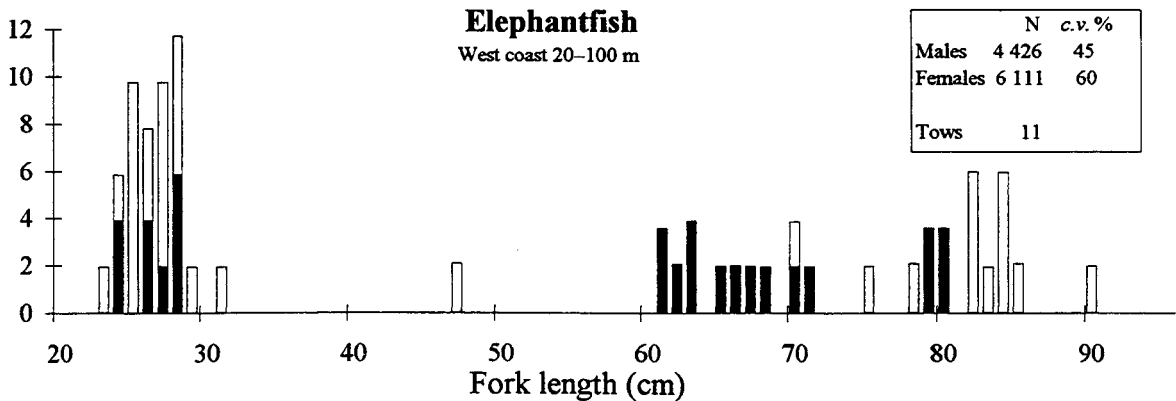 Elephantfish
West coast 20–100 m
N c.v. %
Males 4 426 45
Females 6 111 60
Tows 11
12
10
8
6
4
2
0
20 30 40 50 60 70 80 90
Fork length (cm)